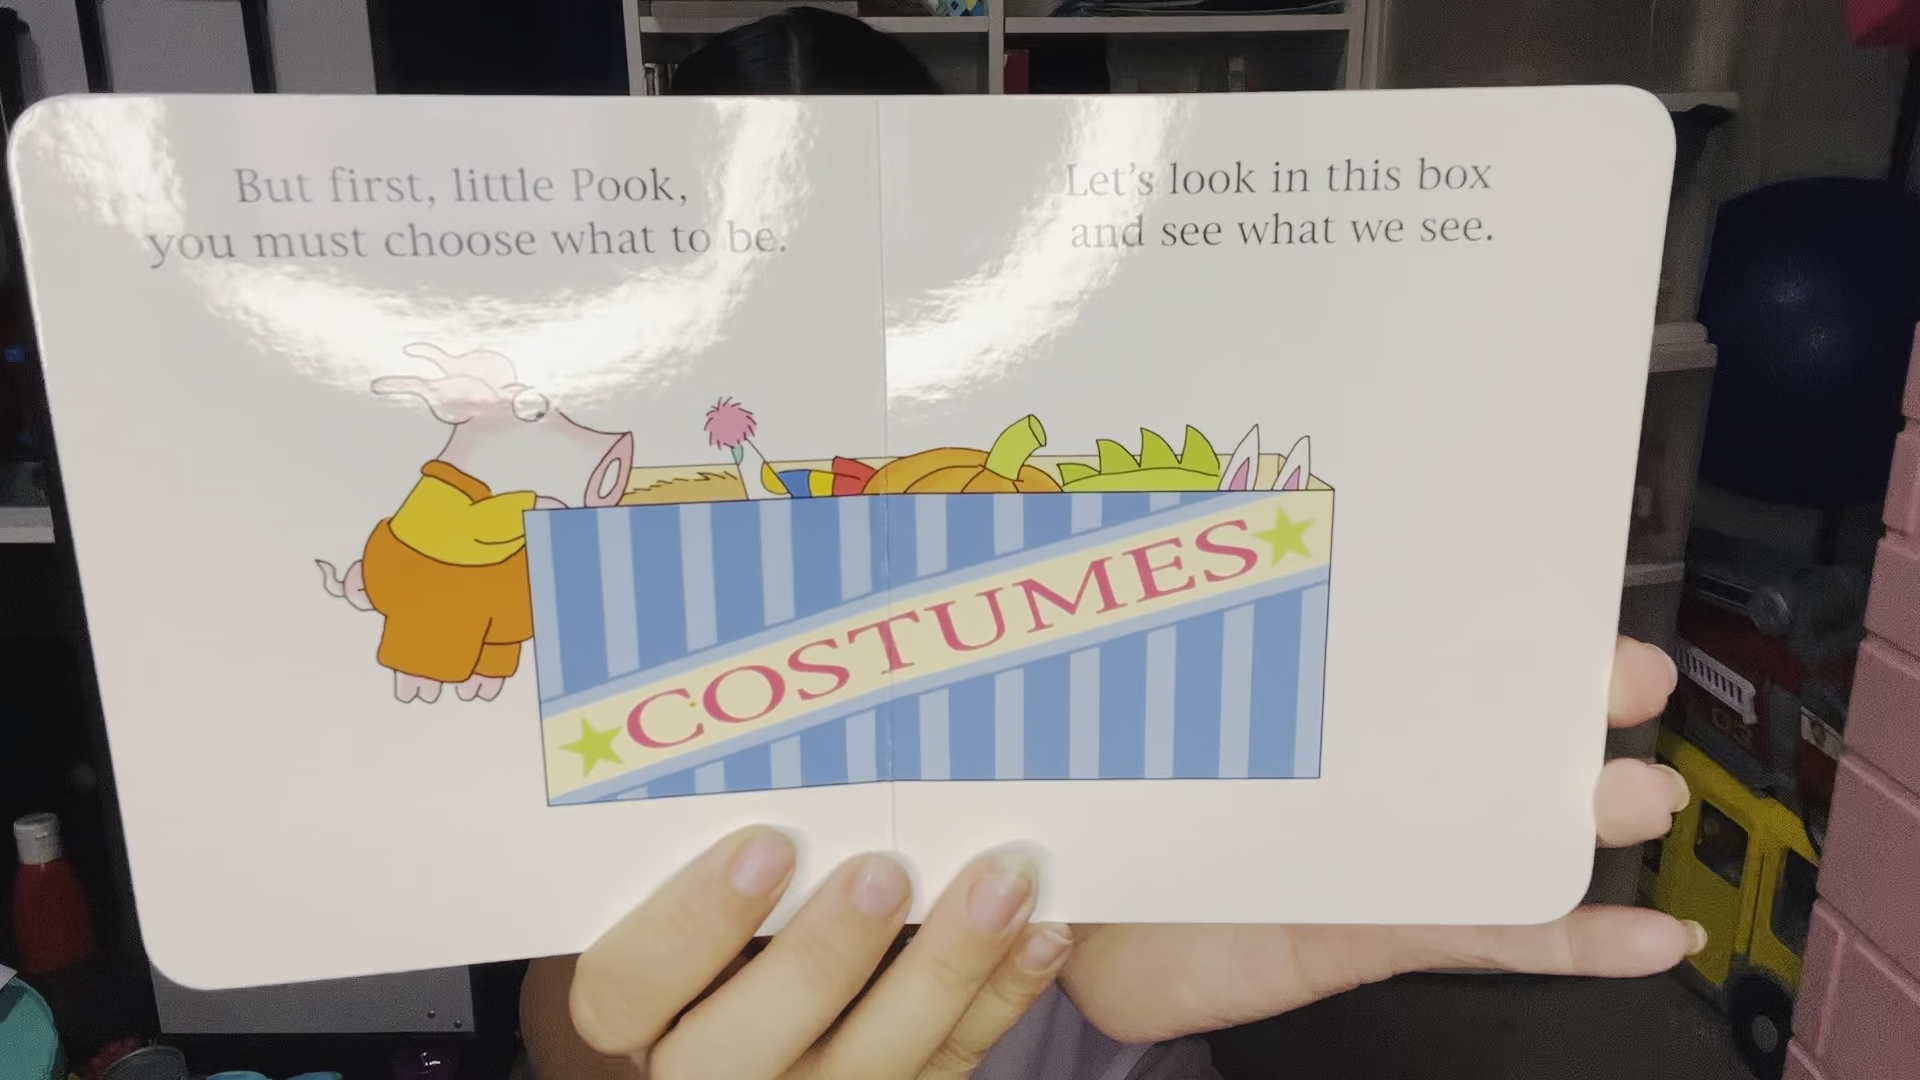 But first, little Pook,
you must choose what to be.
Let's look in this box
and see what we see.
COSTUMES
03